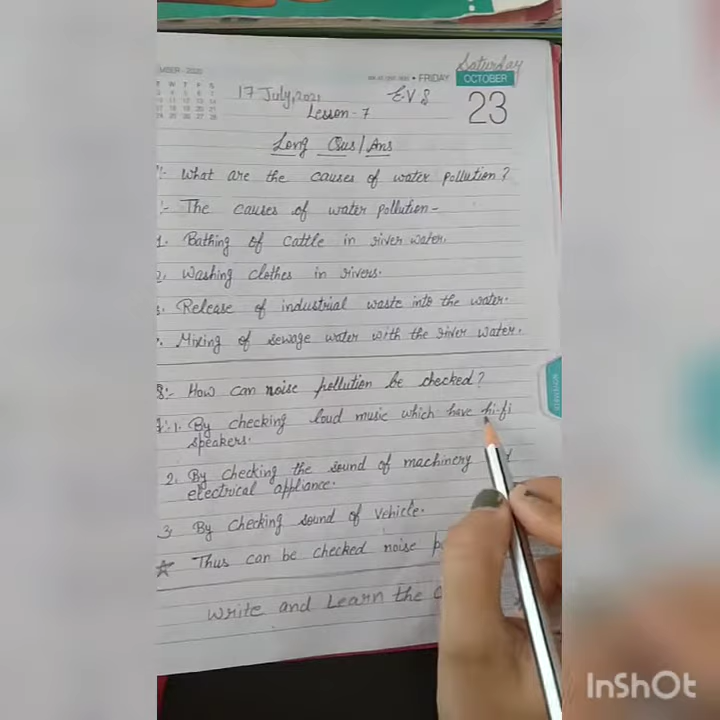 MBER - 2020
Saturday
FRIDAY
OCTOBER
23
17 July, 2021
E.V S
Lesson - 7
Long Qus/Ans
What are the causes of water pollution?
:- The causes of water pollution -
1. Bathing of cattle in river water.
2. Washing clothes in rivers.
3. Release of industrial waste into the water.
Mixing of sewage water with the river water.
:- How can noise pollution be checked?
1. By checking loud music which have hi-fi
speakers.
2. By checking the sound of machinery
electrical appliance.
3. By checking sound of vehicle.
Thus can be checked noise
Write and Learn the
NOVEMBER
InShOt